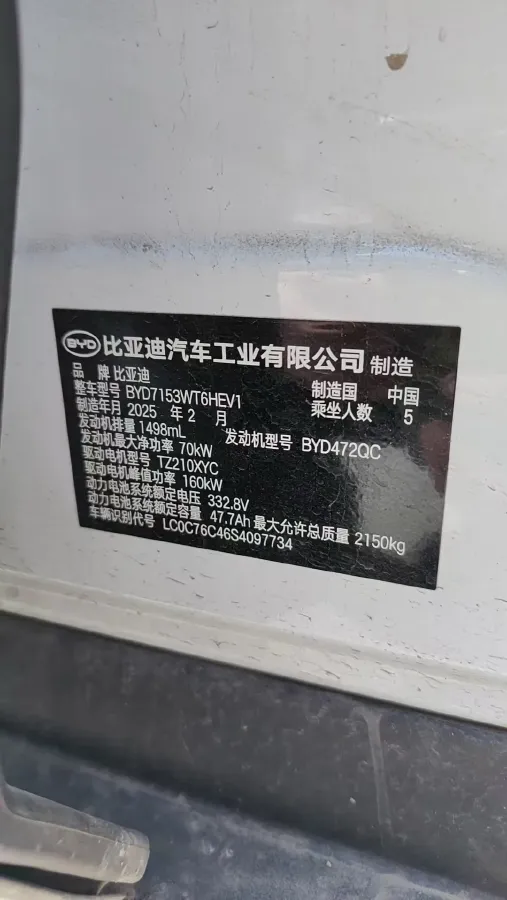 BYD 比亚迪汽车工业有限公司 制造
品 牌 比亚迪 制造国 中国
整车型号 BYD7153WT6HEV1 乘坐人数 5
制造年月 2025 年 2 月
发动机排量 1498mL 发动机型号 BYD472QC
发动机最大净功率 70kW
驱动电机型号 TZ210XYC
驱动电机峰值功率 160kW
动力电池系统额定电压 332.8V
动力电池系统额定容量 47.7Ah 最大允许总质量 2150kg
车辆识别代号 LC0C76C46S4097734